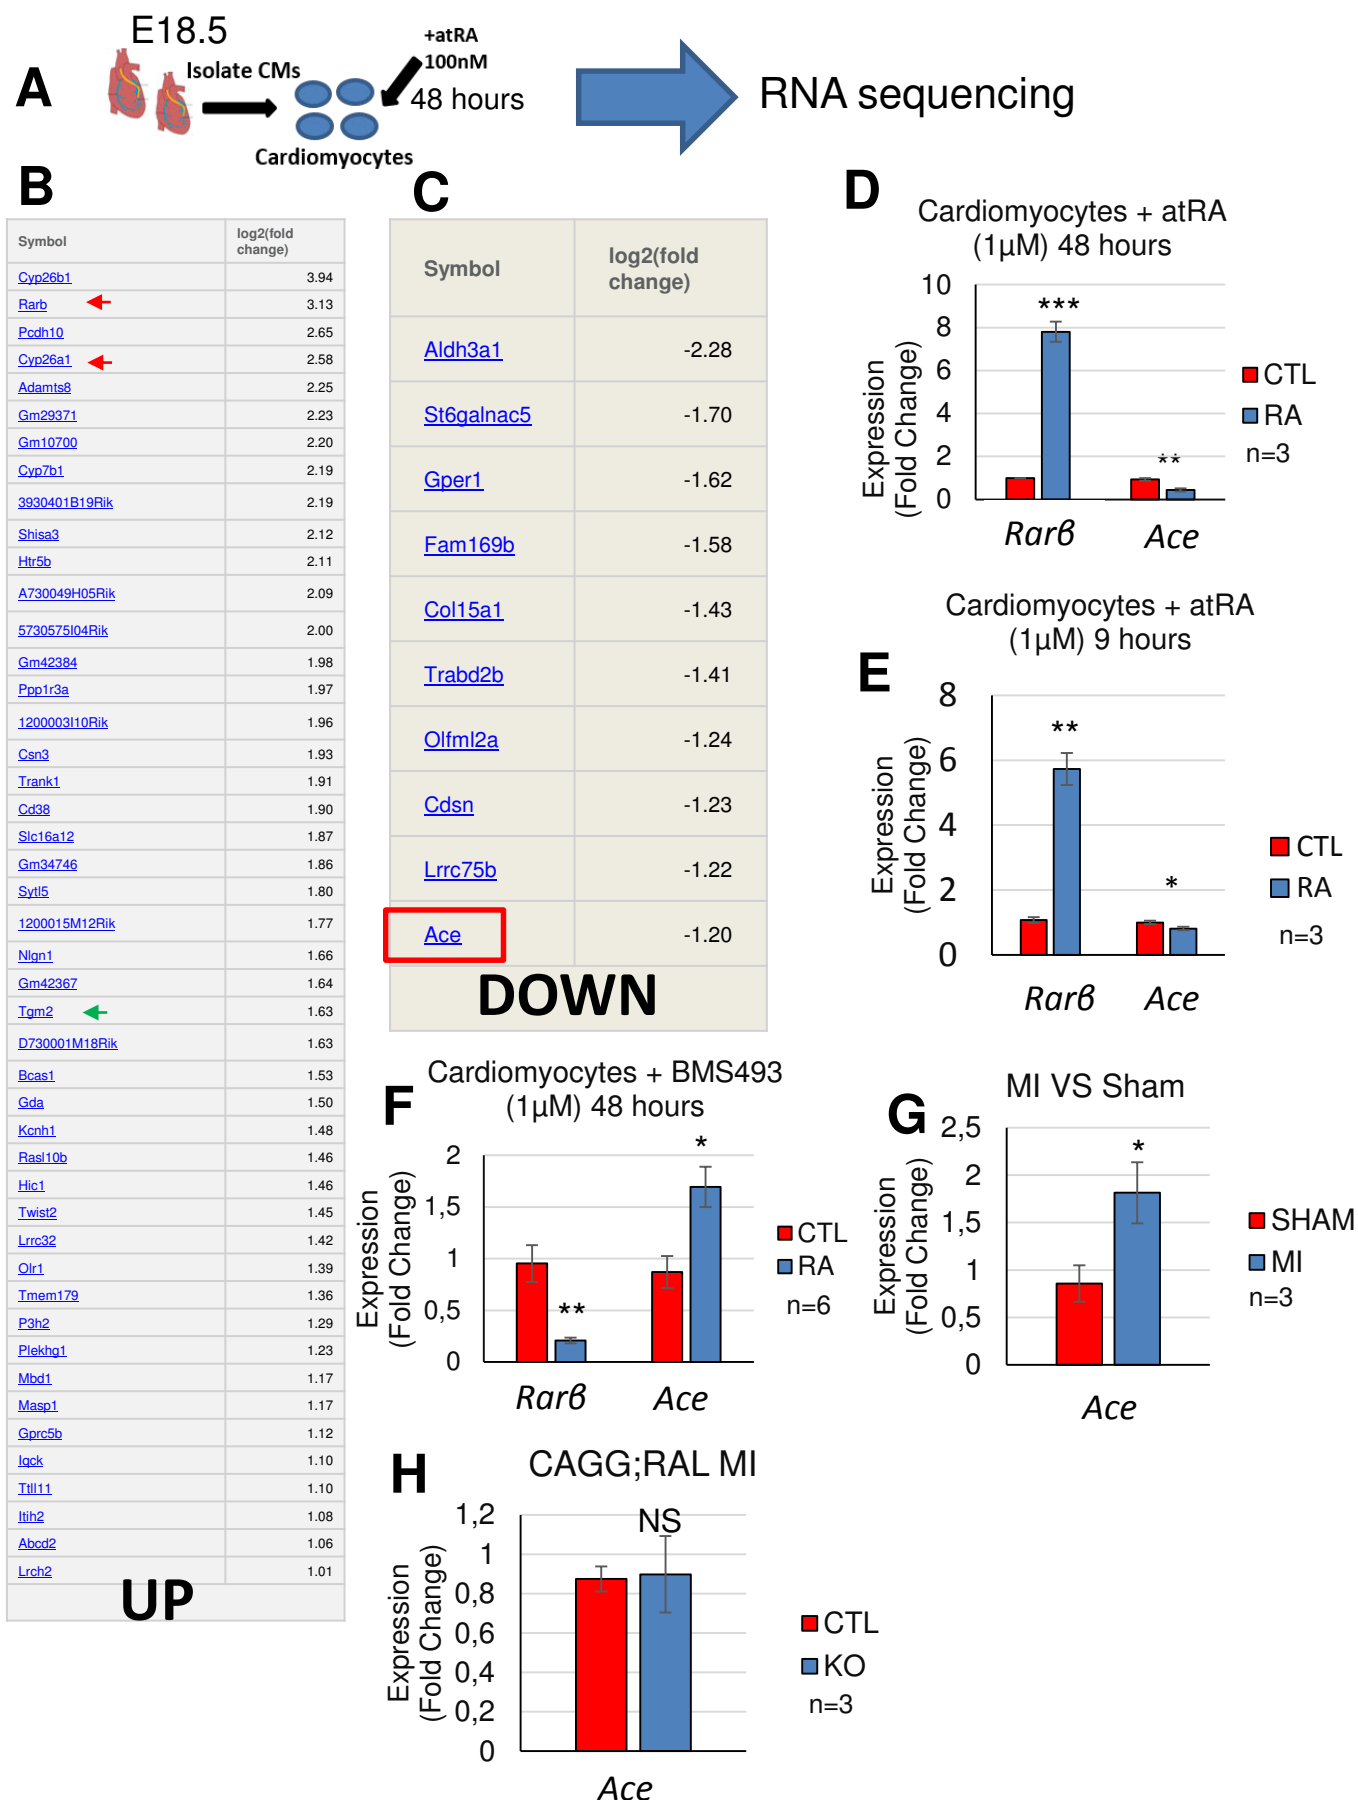 A
E18.5
Isolate CMs
+atRA
100nM
48 hours
Cardiomyocytes
RNA sequencing
B
Symbol log2(fold change)
Cyp26b1 3.94
Rarb 3.13
Pcdh10 2.65
Cyp26a1 2.58
Adamts8 2.25
Gm29371 2.23
Gm10700 2.20
Cyp7b1 2.19
3930401B19Rik 2.19
Shisa3 2.12
Htr5b 2.11
A730049H05Rik 2.09
5730575I04Rik 2.00
Gm42384 1.98
Ppp1r3a 1.97
1200003I10Rik 1.96
Csn3 1.93
Trank1 1.91
Cd38 1.90
Slc16a12 1.87
Gm34746 1.86
Sytl5 1.80
1200015M12Rik 1.77
Nlgn1 1.66
Gm42367 1.64
Tgm2 1.63
D730001M18Rik 1.63
Bcas1 1.53
Gda 1.50
Kcnh1 1.48
Rasl10b 1.46
Hic1 1.46
Twist2 1.45
Lrrc32 1.42
Olr1 1.39
Tmem179 1.36
P3h2 1.29
Plekhg1 1.23
Mbd1 1.17
Masp1 1.17
Gprc5b 1.12
Iqck 1.10
Ttll11 1.10
Itih2 1.08
Abcd2 1.06
Lrch2 1.01
UP
C
Symbol log2(fold change)
Aldh3a1 -2.28
St6galnac5 -1.70
Gper1 -1.62
Fam169b -1.58
Col15a1 -1.43
Trabd2b -1.41
Olfml2a -1.24
Cdsn -1.23
Lrrc75b -1.22
Ace -1.20
DOWN
D
Cardiomyocytes + atRA
(1µM) 48 hours
Expression
(Fold Change)
10
8
6
4
2
0
***
**
Rarβ Ace
CTL
RA
n=3
E
Cardiomyocytes + atRA
(1µM) 9 hours
Expression
(Fold Change)
8
6
4
2
0
**
*
Rarβ Ace
CTL
RA
n=3
F
Cardiomyocytes + BMS493
(1µM) 48 hours
Expression
(Fold Change)
2
1,5
1
0,5
0
**
*
Rarβ Ace
CTL
RA
n=6
G
MI VS Sham
Expression
(Fold Change)
2,5
2
1,5
1
0,5
0
*
Ace
SHAM
MI
n=3
H
CAGG;RAL MI
Expression
(Fold Change)
1,2
1
0,8
0,6
0,4
0,2
0
NS
Ace
CTL
KO
n=3